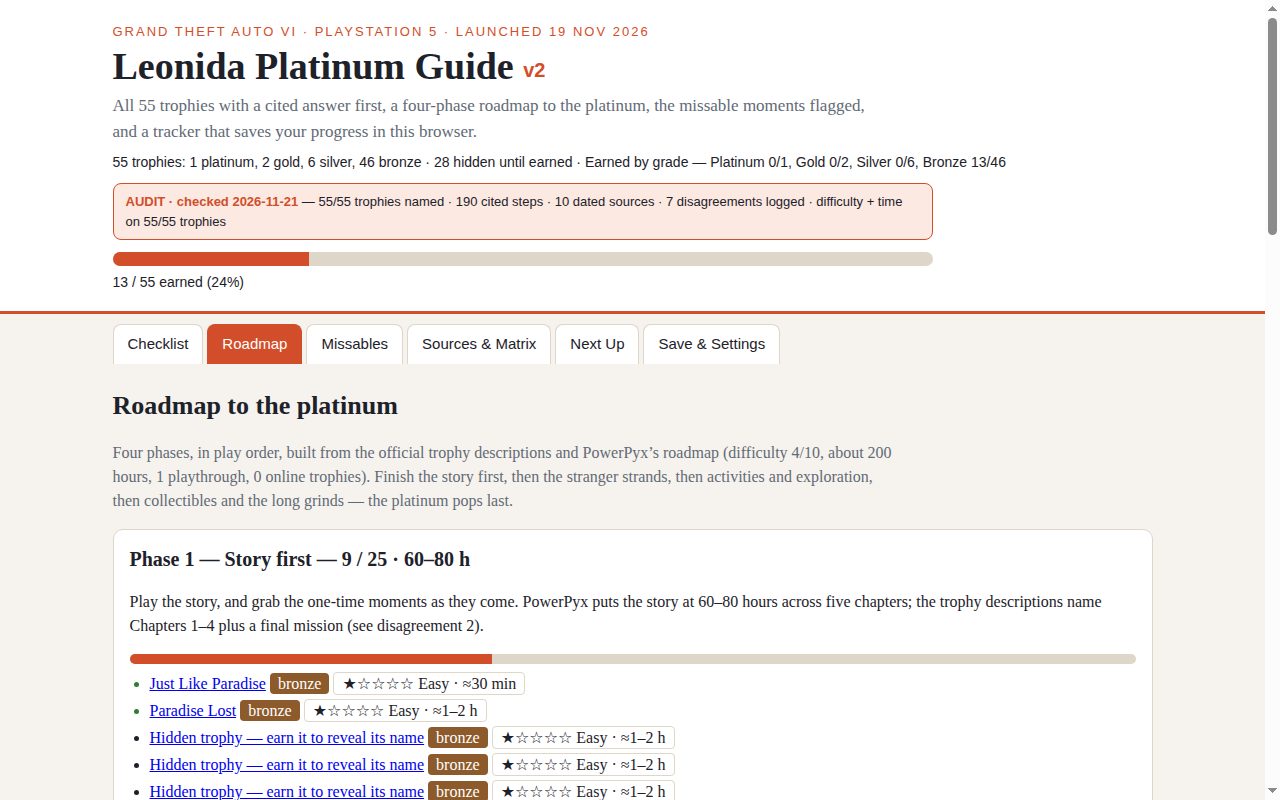 GRAND THEFT AUTO VI · PLAYSTATION 5 · LAUNCHED 19 NOV 2026
Leonida Platinum Guide v2
All 55 trophies with a cited answer first, a four-phase roadmap to the platinum, the missable moments flagged,
and a tracker that saves your progress in this browser.
55 trophies: 1 platinum, 2 gold, 6 silver, 46 bronze · 28 hidden until earned · Earned by grade — Platinum 0/1, Gold 0/2, Silver 0/6, Bronze 13/46
AUDIT · checked 2026-11-21 — 55/55 trophies named · 190 cited steps · 10 dated sources · 7 disagreements logged · difficulty + time
on 55/55 trophies
13 / 55 earned (24%)
Checklist Roadmap Missables Sources & Matrix Next Up Save & Settings
Roadmap to the platinum
Four phases, in play order, built from the official trophy descriptions and PowerPyx’s roadmap (difficulty 4/10, about 200
hours, 1 playthrough, 0 online trophies). Finish the story first, then the stranger strands, then activities and exploration,
then collectibles and the long grinds — the platinum pops last.
Phase 1 — Story first — 9 / 25 · 60–80 h
Play the story, and grab the one-time moments as they come. PowerPyx puts the story at 60–80 hours across five chapters; the trophy descriptions name
Chapters 1–4 plus a final mission (see disagreement 2).
• Just Like Paradise bronze ★☆☆☆☆ Easy · ≈30 min
• Paradise Lost bronze ★☆☆☆☆ Easy · ≈1–2 h
• Hidden trophy — earn it to reveal its name bronze ★☆☆☆☆ Easy · ≈1–2 h
• Hidden trophy — earn it to reveal its name bronze ★☆☆☆☆ Easy · ≈1–2 h
• Hidden trophy — earn it to reveal its name bronze ★☆☆☆☆ Easy · ≈1–2 h